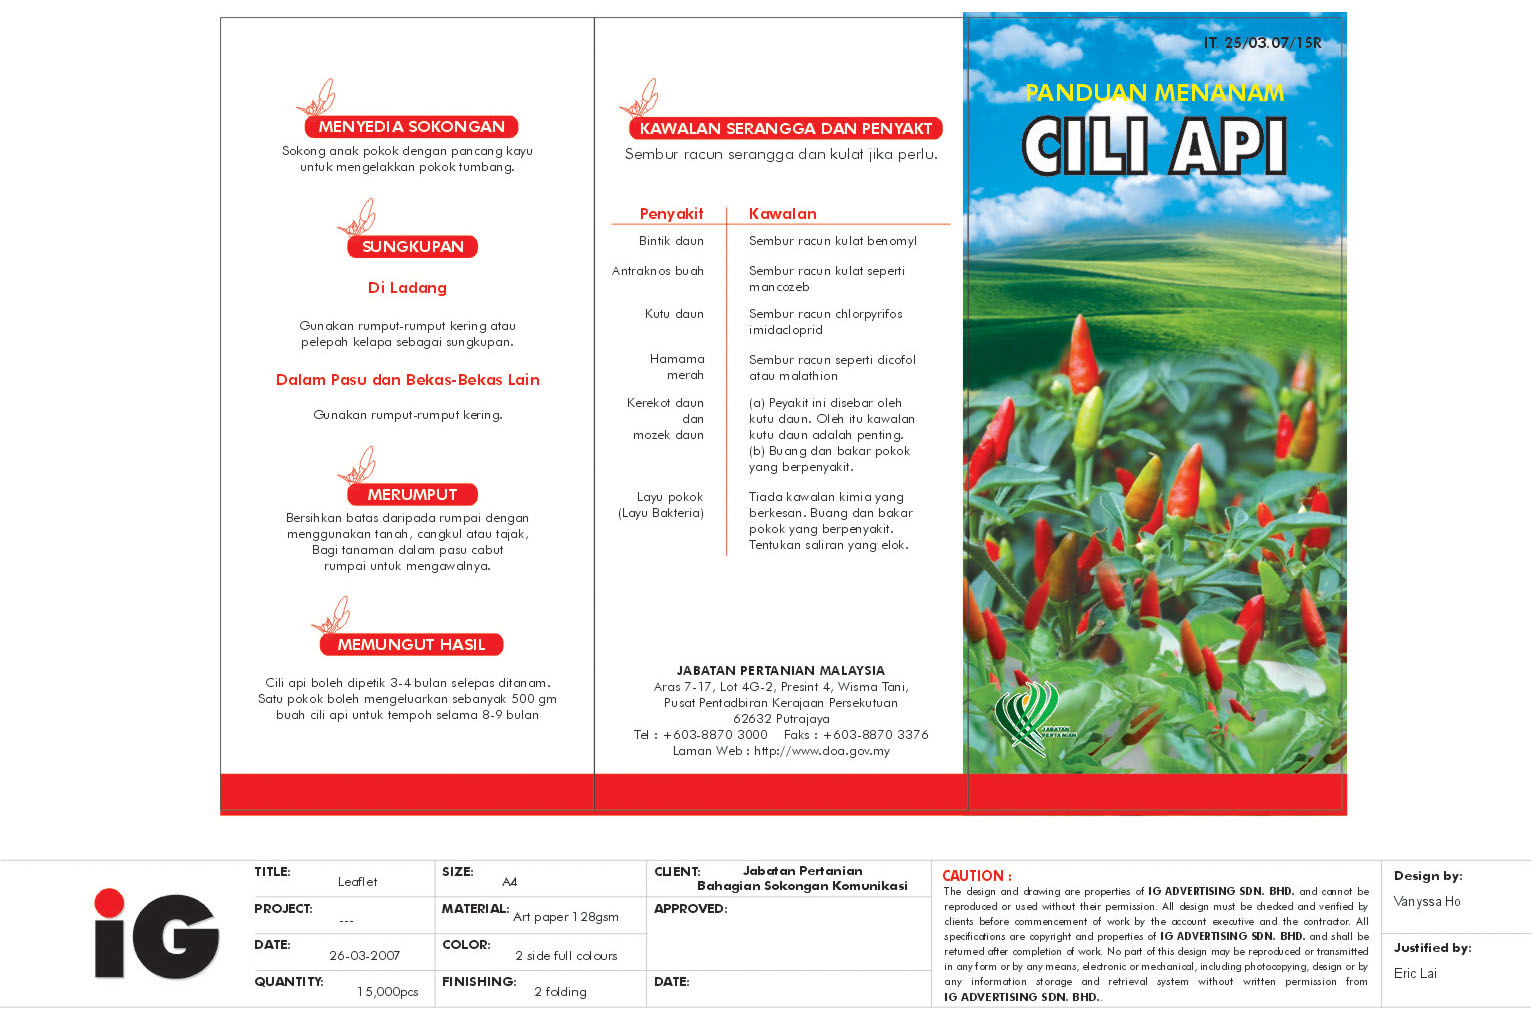 MENYEDIA SOKONGAN
Sokong anak pokok dengan pancang kayu
untuk mengelakkan pokok tumbang.
SUNGKUPAN
Di Ladang
Gunakan rumput-rumput kering atau
pelepah kelapa sebagai sungkupan.
Dalam Pasu dan Bekas-Bekas Lain
Gunakan rumput-rumput kering.
MERUMPUT
Bersihkan batas daripada rumpai dengan
menggunakan tanah, cangkul atau tajak,
Bagi tanaman dalam pasu cabut
rumpai untuk mengawalnya.
MEMUNGUT HASIL
Cili api boleh dipetik 3-4 bulan selepas ditanam.
Satu pokok boleh mengeluarkan sebanyak 500 gm
buah cili api untuk tempoh selama 8-9 bulan
KAWALAN SERANGGA DAN PENYAKT
Sembur racun serangga dan kulat jika perlu.
Penyakit Kawalan
Bintik daun Sembur racun kulat benomyl
Antraknos buah Sembur racun kulat seperti
mancozeb
Kutu daun Sembur racun chlorpyrifos
imidacloprid
Hamama Sembur racun seperti dicofol
merah atau malathion
Kerekot daun (a) Peyakit ini disebar oleh
dan kutu daun. Oleh itu kawalan
mozek daun kutu daun adalah penting.
(b) Buang dan bakar pokok
yang berpenyakit.
Layu pokok Tiada kawalan kimia yang
(Layu Bakteria) berkesan. Buang dan bakar
pokok yang berpenyakit.
Tentukan saliran yang elok.
JABATAN PERTANIAN MALAYSIA
Aras 7-17, Lot 4G-2, Presint 4, Wisma Tani,
Pusat Pentadbiran Kerajaan Persekutuan
62632 Putrajaya
Tel : +603-8870 3000 Faks : +603-8870 3376
Laman Web : http://www.doa.gov.my
IT. 25/03.07/15R
PANDUAN MENANAM
CILI API
JABATAN
PERTANIAN
iG
TITLE: Leaflet
PROJECT: ---
DATE: 26-03-2007
QUANTITY: 15,000pcs
SIZE: A4
MATERIAL: Art paper 128gsm
COLOR: 2 side full colours
FINISHING: 2 folding
CLIENT: Jabatan Pertanian
Bahagian Sokongan Komunikasi
APPROVED:
DATE:
CAUTION :
The design and drawing are properties of IG ADVERTISING SDN. BHD. and cannot be
reproduced or used without their permission. All design must be checked and verified by
clients before commencement of work by the account executive and the contractor. All
specifications are copyright and properties of IG ADVERTISING SDN. BHD. and shall be
returned after completion of work. No part of this design may be reproduced or transmitted
in any form or by any means, electronic or mechanical, including photocopying, design or by
any information storage and retrieval system without written permission from
IG ADVERTISING SDN. BHD..
Design by:
Vanyssa Ho
Justified by:
Eric Lai